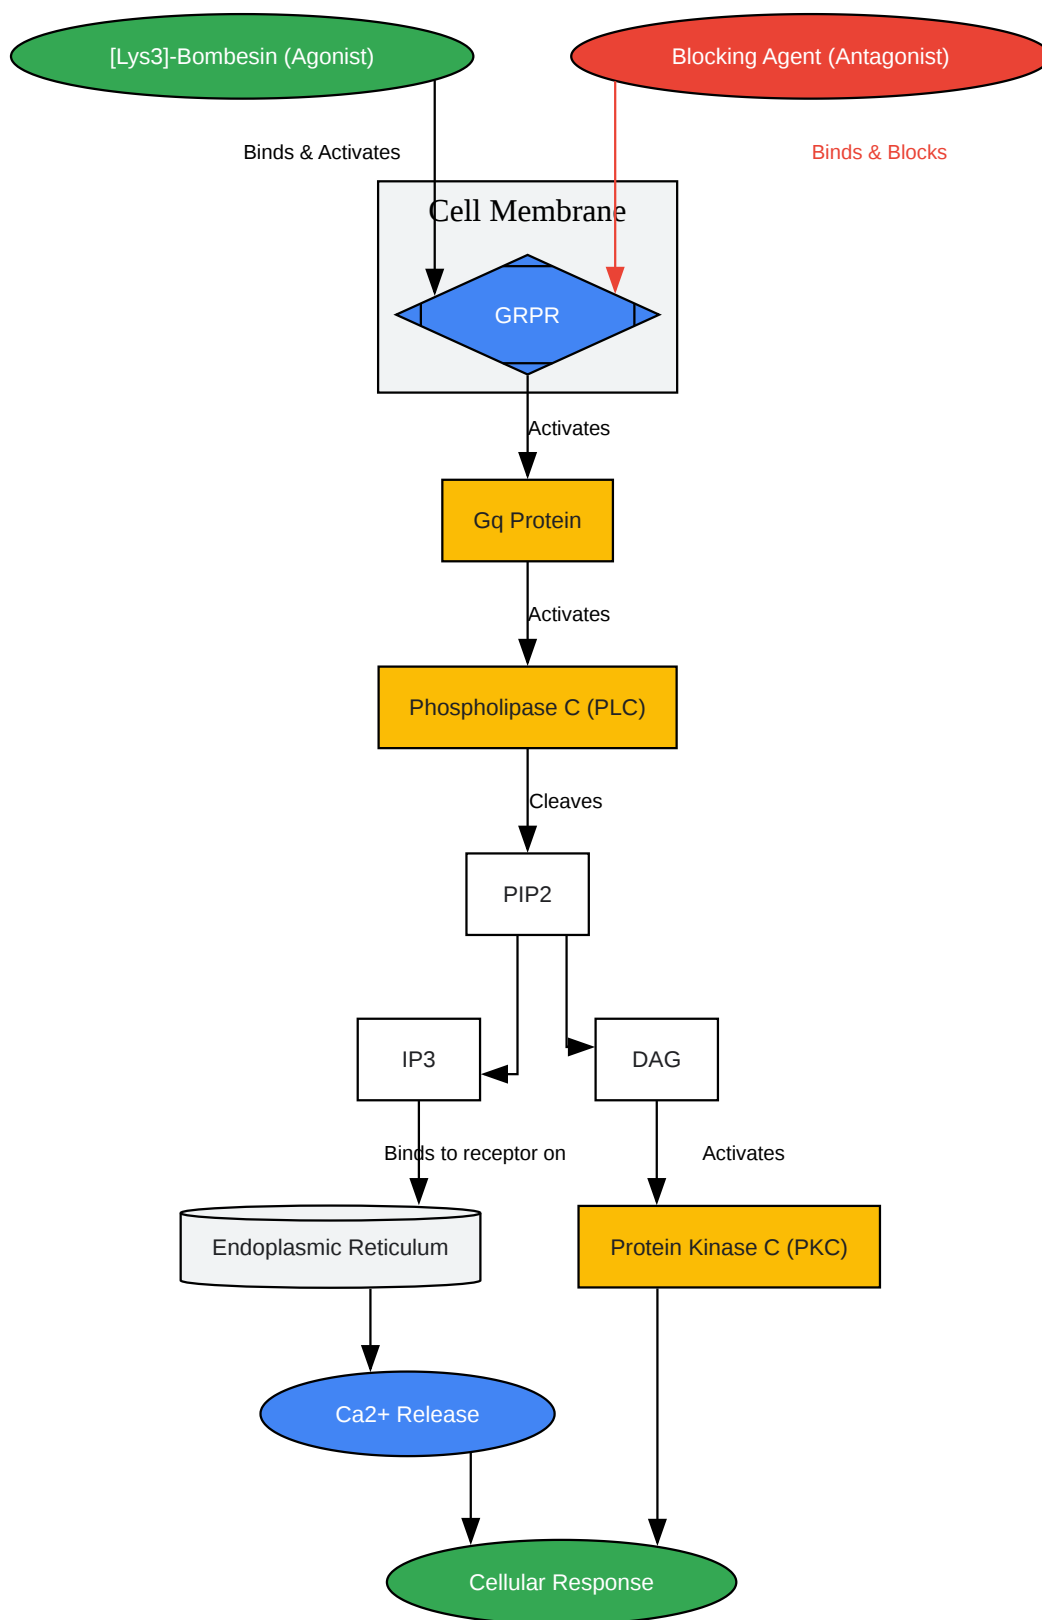 [Lys3]-Bombesin (Agonist)
Blocking Agent (Antagonist)
Binds & Activates
Binds & Blocks
Cell Membrane
GRPR
Activates
Gq Protein
Activates
Phospholipase C (PLC)
Cleaves
PIP2
IP3
DAG
Binds to receptor on
Activates
Endoplasmic Reticulum
Protein Kinase C (PKC)
Ca2+ Release
Cellular Response